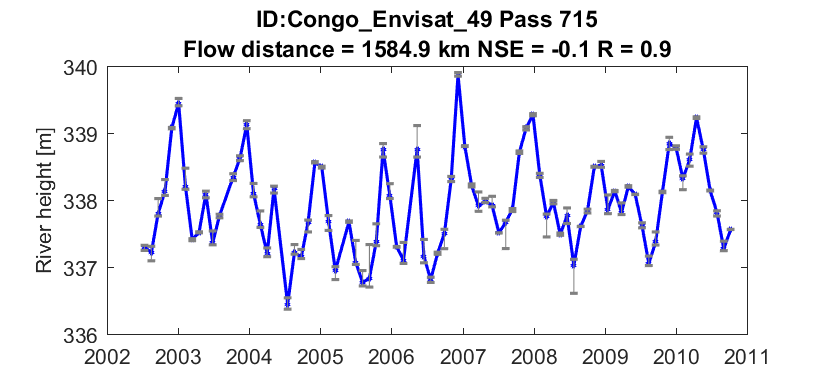 ID:Congo_Envisat_49 Pass 715
Flow distance = 1584.9 km NSE = -0.1 R = 0.9
River height [m]
340
339
338
337
336
2002 2003 2004 2005 2006 2007 2008 2009 2010 2011